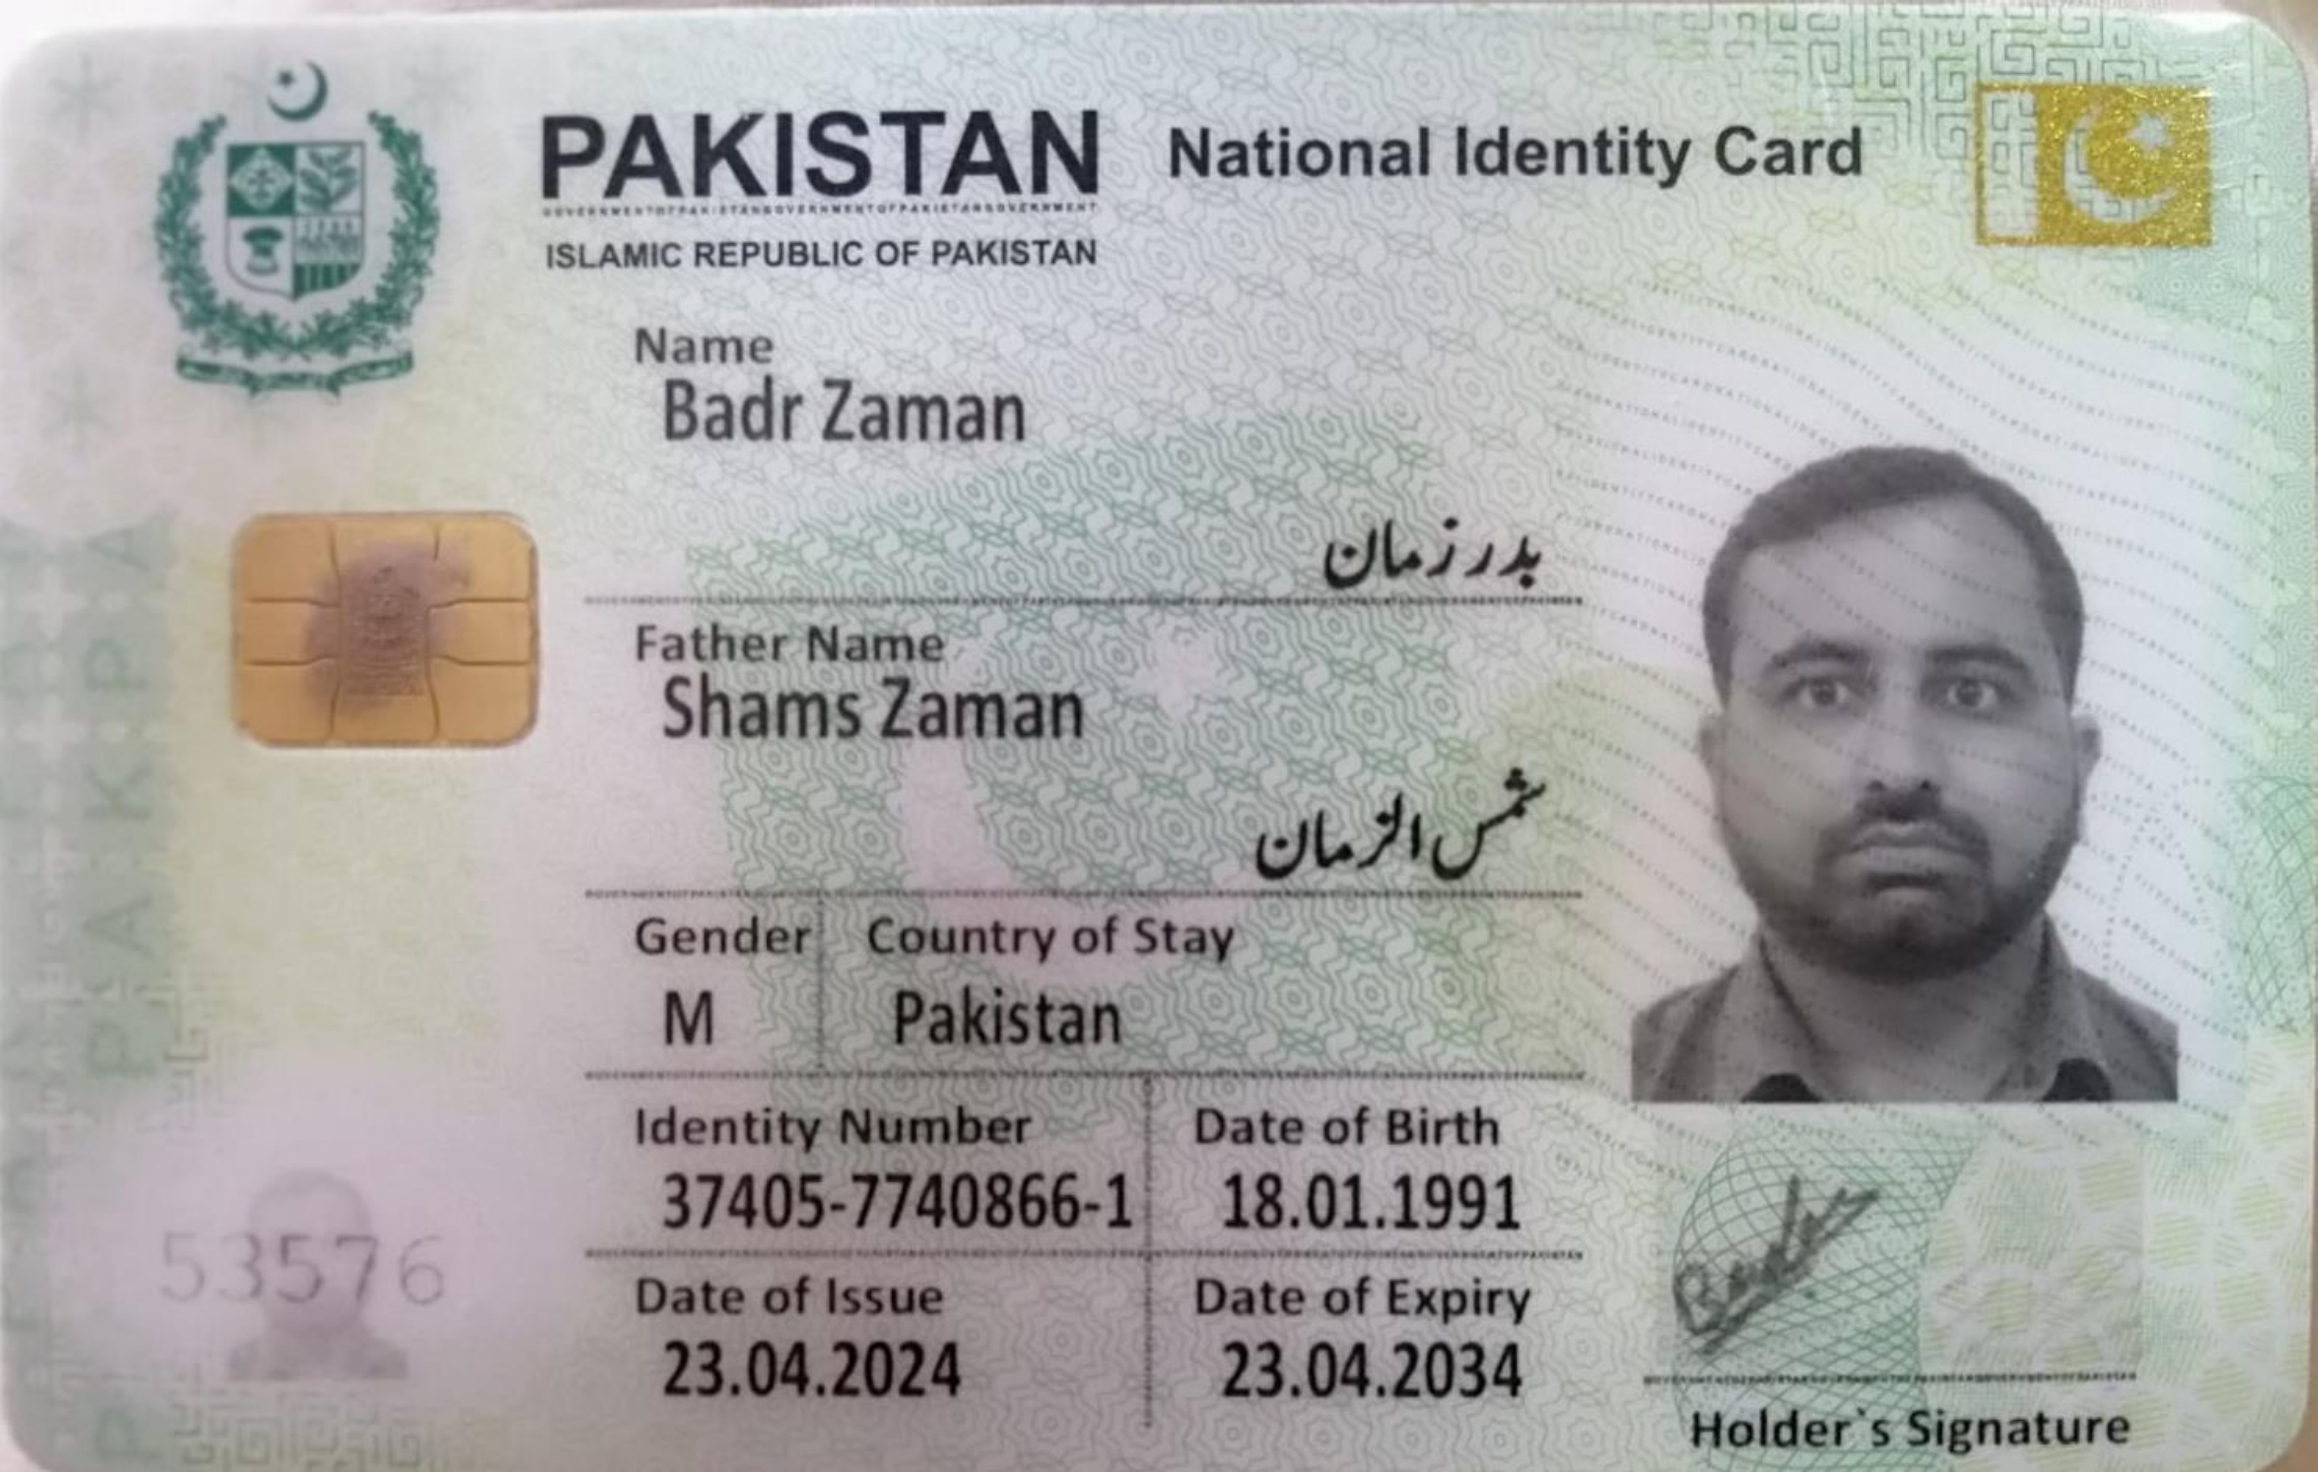 PAKISTAN National Identity Card
ISLAMIC REPUBLIC OF PAKISTAN
Name
Badr Zaman
بدر زمان
Father Name
Shams Zaman
شمس الزمان
Gender Country of Stay
M Pakistan
Identity Number Date of Birth
37405-7740866-1 18.01.1991
Date of Issue Date of Expiry
23.04.2024 23.04.2034
53576
Badr
Holder`s Signature
PAKISTAN